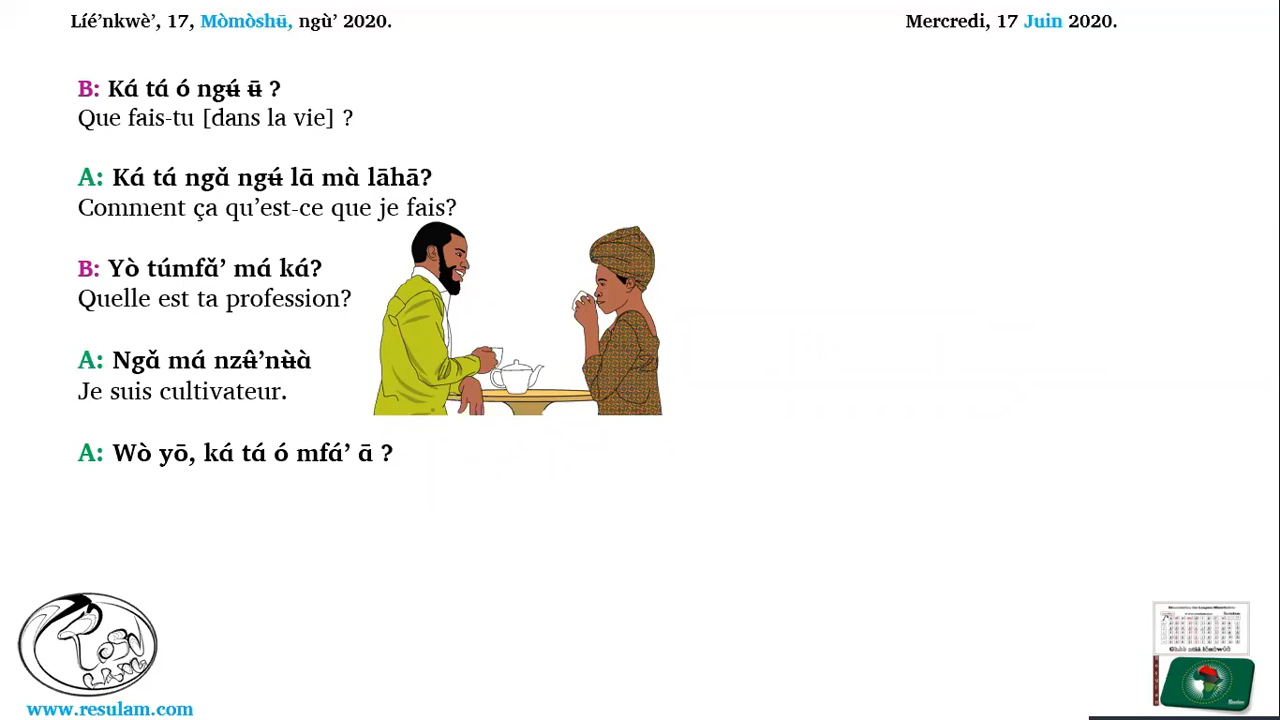 Líé’nkwè’, 17, Mòmòshʉ̄, ngù’ 2020.
Mercredi, 17 Juin 2020.
B: Ká tá ó ngʉ́ ʉ̄ ?
Que fais-tu [dans la vie] ?
A: Ká tá ngǎ ngʉ́ lā mà lāhā?
Comment ça qu’est-ce que je fais?
B: Yò túmfǎ’ má ká?
Quelle est ta profession?
A: Ngǎ má nzʉ̂’nʉ̀à
Je suis cultivateur.
A: Wò yō, ká tá ó mfá’ ā ?
www.resulam.com